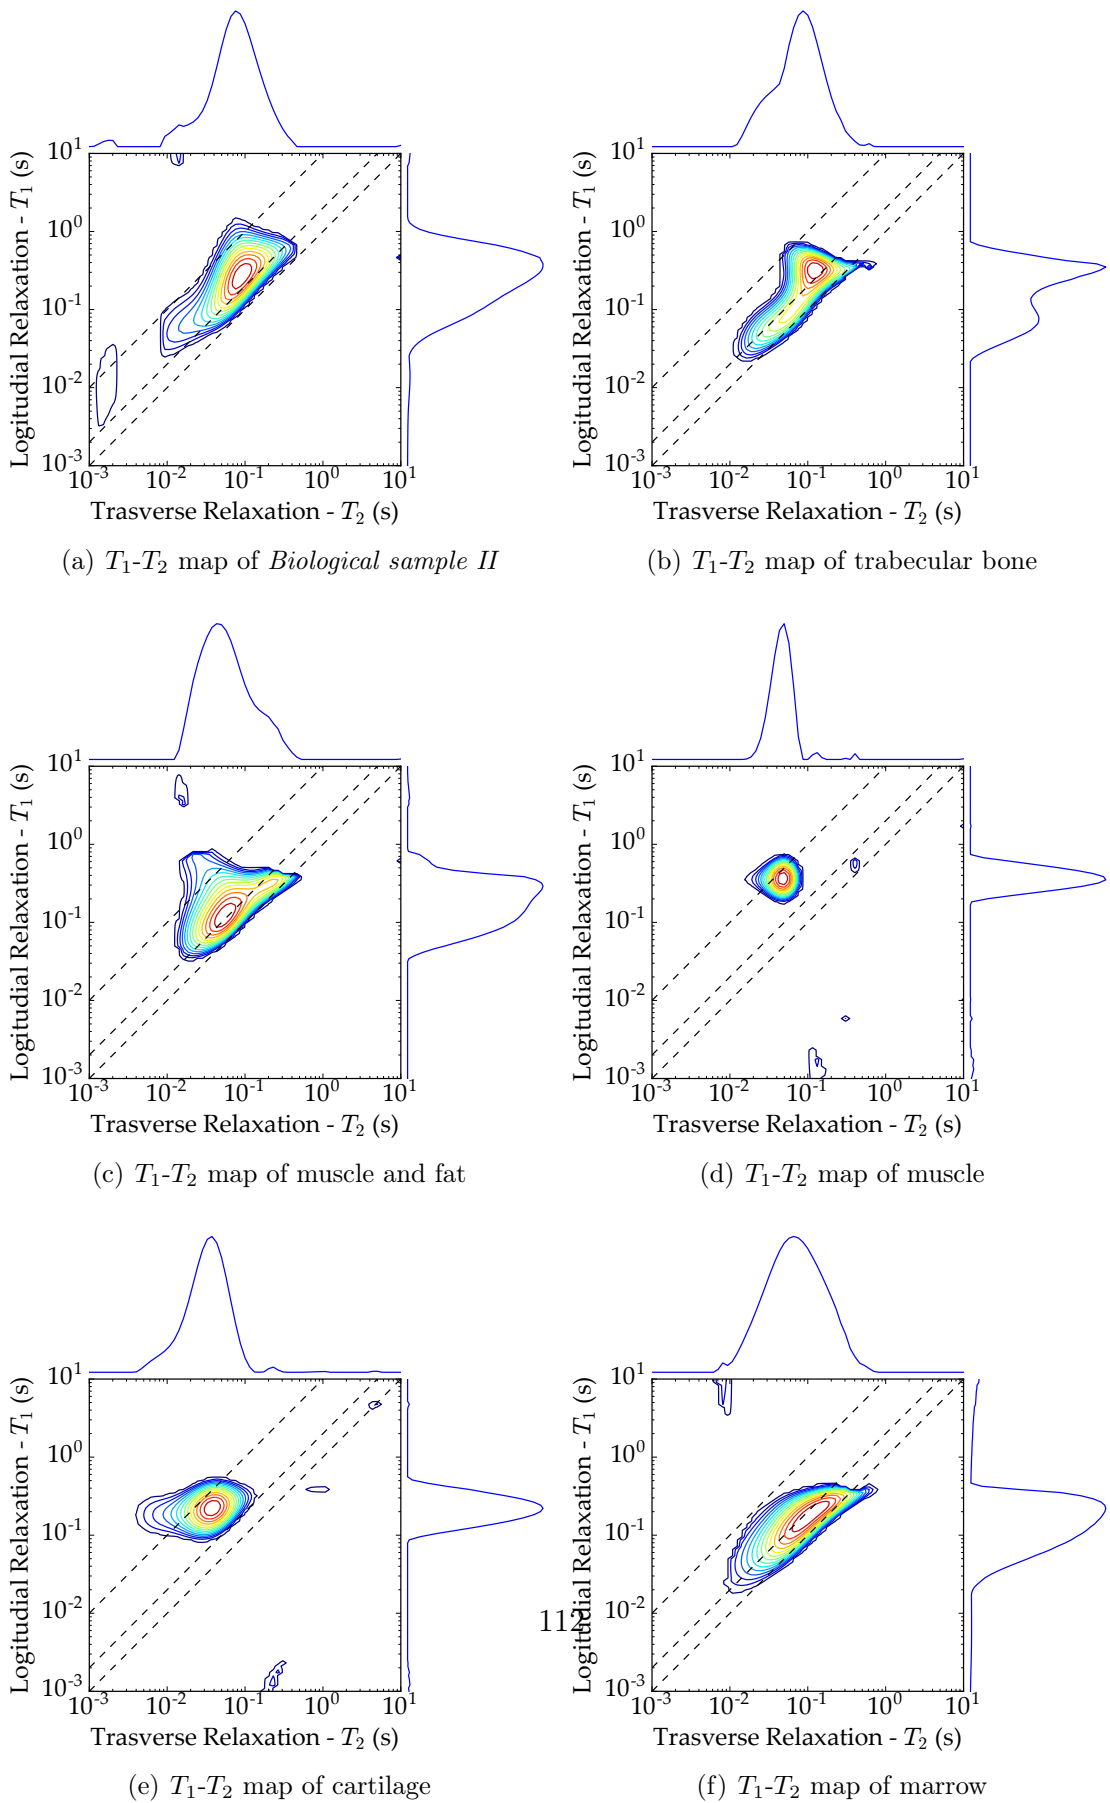 10^1
10^0
10^-1
10^-2
10^-3
Logitudial Relaxation - T_1 (s)
10^-3 10^-2 10^-1 10^0 10^1
Trasverse Relaxation - T_2 (s)
(a) T_1-T_2 map of Biological sample II
10^1
10^0
10^-1
10^-2
10^-3
Logitudial Relaxation - T_1 (s)
10^-3 10^-2 10^-1 10^0 10^1
Trasverse Relaxation - T_2 (s)
(b) T_1-T_2 map of trabecular bone
10^1
10^0
10^-1
10^-2
10^-3
Logitudial Relaxation - T_1 (s)
10^-3 10^-2 10^-1 10^0 10^1
Trasverse Relaxation - T_2 (s)
(c) T_1-T_2 map of muscle and fat
10^1
10^0
10^-1
10^-2
10^-3
Logitudial Relaxation - T_1 (s)
10^-3 10^-2 10^-1 10^0 10^1
Trasverse Relaxation - T_2 (s)
(d) T_1-T_2 map of muscle
10^1
10^0
10^-1
10^-2
10^-3
Logitudial Relaxation - T_1 (s)
10^-3 10^-2 10^-1 10^0 10^1
Trasverse Relaxation - T_2 (s)
(e) T_1-T_2 map of cartilage
10^1
10^0
10^-1
10^-2
10^-3
Logitudial Relaxation - T_1 (s)
10^-3 10^-2 10^-1 10^0 10^1
Trasverse Relaxation - T_2 (s)
(f) T_1-T_2 map of marrow
112